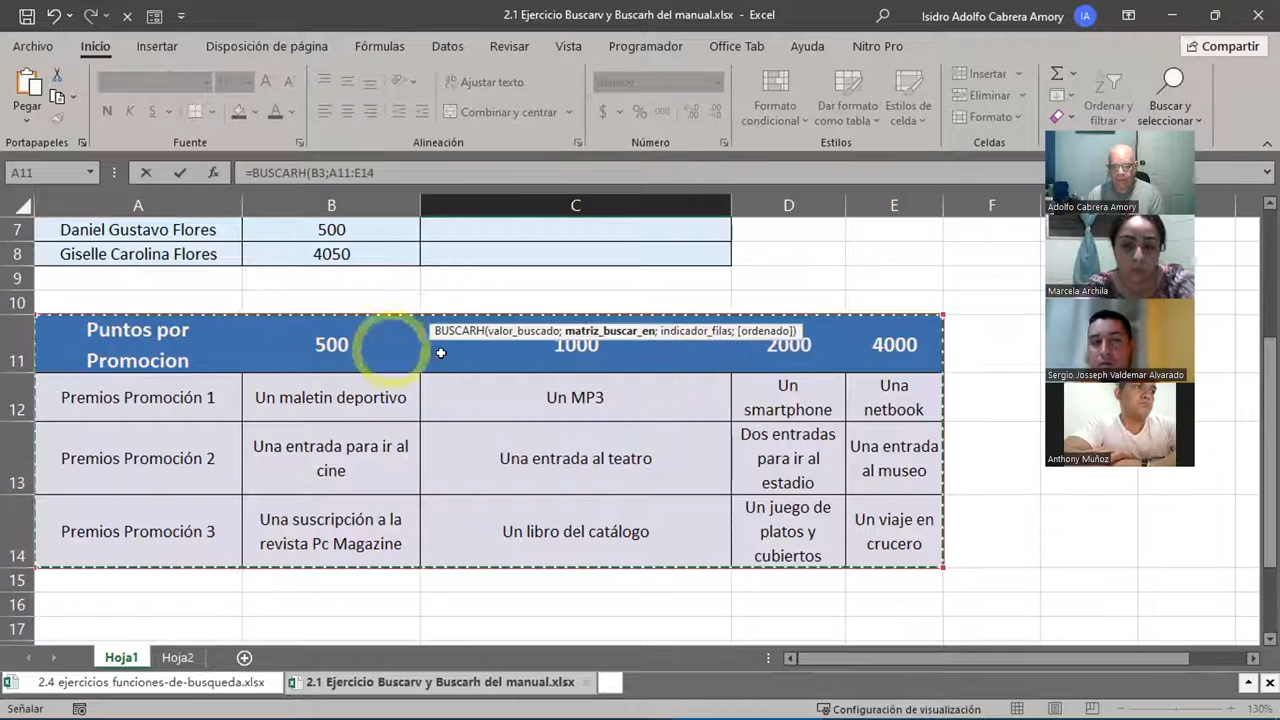 2.1 Ejercicio Buscarv y Buscarh del manual.xlsx - Excel
Isidro Adolfo Cabrera Amory
IA
Archivo Inicio Insertar Disposición de página Fórmulas Datos Revisar Vista Programador Office Tab Ayuda Nitro Pro
Compartir
Pegar
N K S
Ajustar texto
Combinar y centrar
General
$ % 000
Formato condicional
Dar formato como tabla
Estilos de celda
Insertar
Eliminar
Formato
Ordenar y filtrar
Buscar y seleccionar
Portapapeles Fuente Alineación Número Estilos Celdas
A11 fx =BUSCARH(B3;A11:E14
A B C D E F
7 Daniel Gustavo Flores 500
8 Giselle Carolina Flores 4050
9
10
BUSCARH(valor_buscado; matriz_buscar_en; indicador_filas; [ordenado])
11 Puntos por Promocion 500 1000 2000 4000
12 Premios Promoción 1 Un maletin deportivo Un MP3 Un smartphone Una netbook
13 Premios Promoción 2 Una entrada para ir al cine Una entrada al teatro Dos entradas para ir al estadio Una entrada al museo
14 Premios Promoción 3 Una suscripción a la revista Pc Magazine Un libro del catálogo Un juego de platos y cubiertos Un viaje en crucero
15
16
17
Adolfo Cabrera Amory
Marcela Archila
Sergio Josseph Valdemar Alvarado
Anthony Muñoz
Hoja1 Hoja2
2.4 ejercicios funciones-de-busqueda.xlsx
2.1 Ejercicio Buscarv y Buscarh del manual.xlsx
Señalar
Configuración de visualización
130%